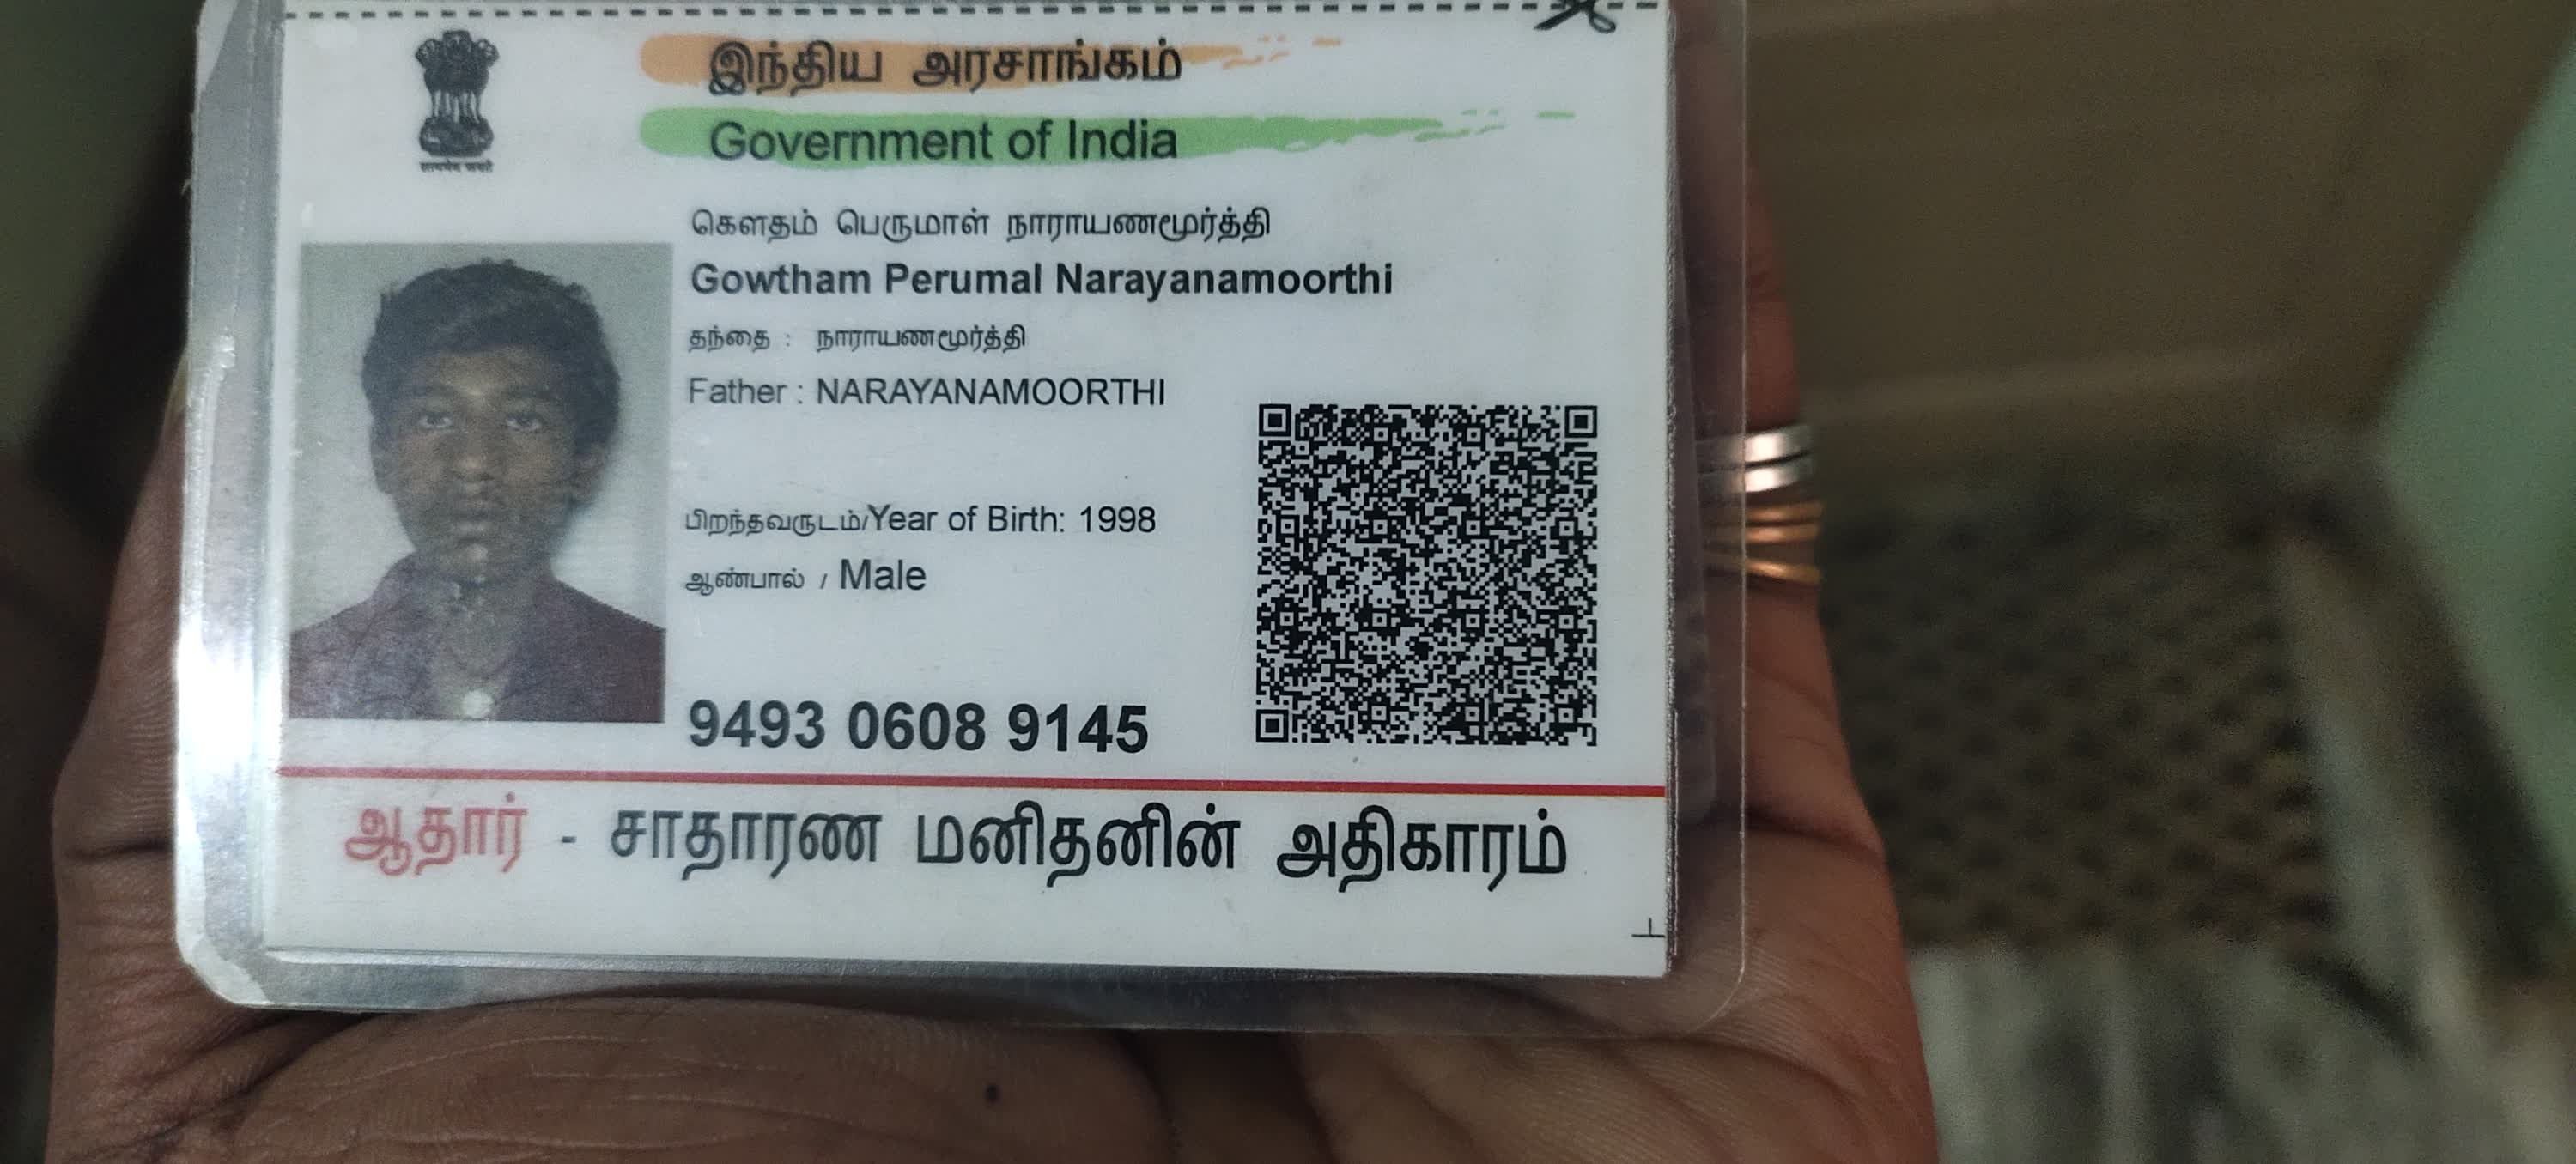 இந்திய அரசாங்கம்
Government of India
கௌதம் பெருமாள் நாராயணமூர்த்தி
Gowtham Perumal Narayanamoorthi
தந்தை : நாராயணமூர்த்தி
Father : NARAYANAMOORTHI
பிறந்தவருடம்/Year of Birth: 1998
ஆண்பால் / Male
9493 0608 9145
ஆதார் - சாதாரண மனிதனின் அதிகாரம்